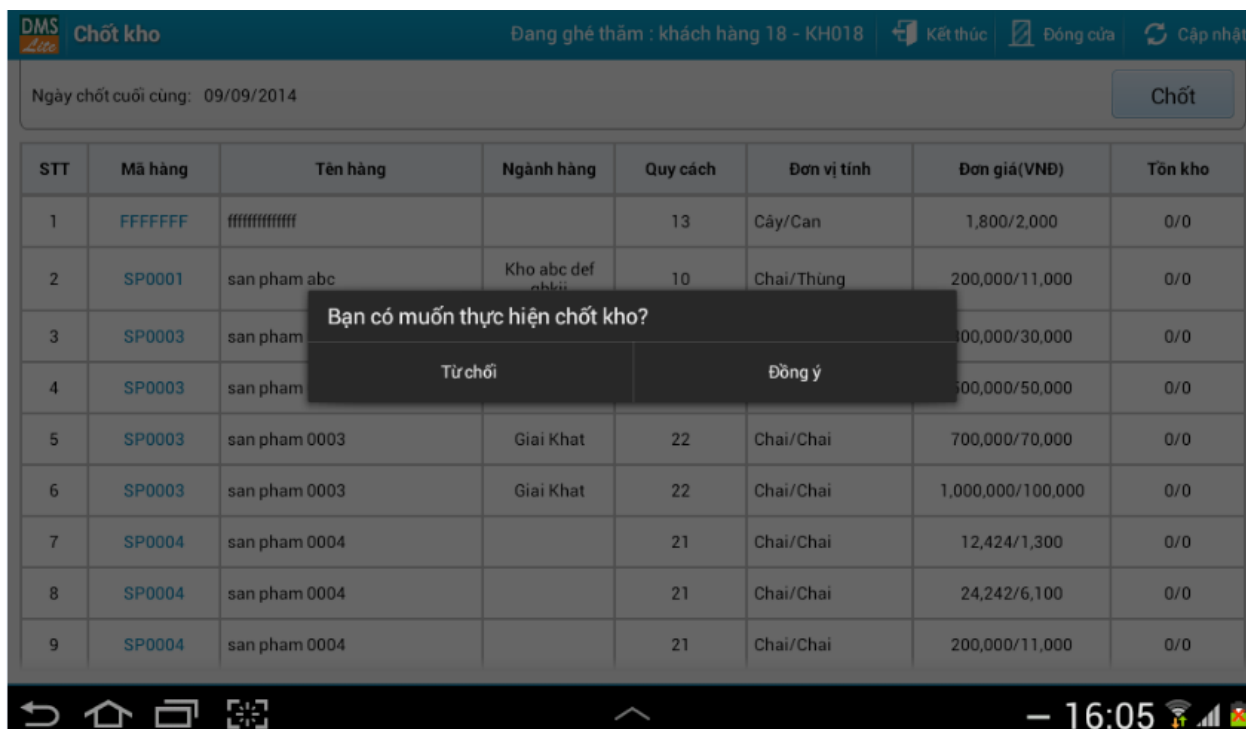 DMS Lite Chốt kho Đang ghé thăm : khách hàng 18 - KH018 Kết thúc Đóng cửa Cập nhật
Ngày chốt cuối cùng: 09/09/2014 Chốt
STT Mã hàng Tên hàng Ngành hàng Quy cách Đơn vị tính Đơn giá(VNĐ) Tồn kho
1 FFFFFFF 13 Cây/Can 1,800/2,000 0/0
2 SP0001 san pham abc Kho abc def 10 Chai/Thùng 200,000/11,000 0/0
Bạn có muốn thực hiện chốt kho?
3 SP0003 san pham 00,000/30,000 0/0
Từ chối Đồng ý
4 SP0003 san pham 00,000/50,000 0/0
5 SP0003 san pham 0003 Giai Khat 22 Chai/Chai 700,000/70,000 0/0
6 SP0003 san pham 0003 Giai Khat 22 Chai/Chai 1,000,000/100,000 0/0
7 SP0004 san pham 0004 21 Chai/Chai 12,424/1,300 0/0
8 SP0004 san pham 0004 21 Chai/Chai 24,242/6,100 0/0
9 SP0004 san pham 0004 21 Chai/Chai 200,000/11,000 0/0
16:05